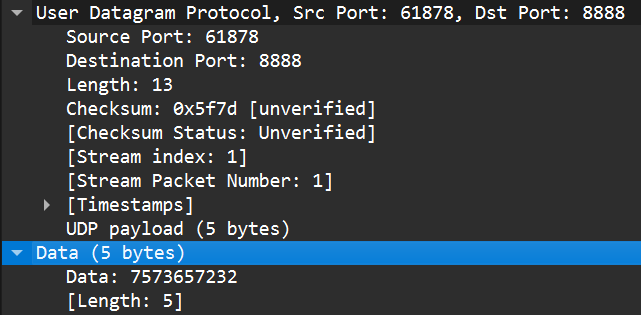 User Datagram Protocol, Src Port: 61878, Dst Port: 8888
Source Port: 61878
Destination Port: 8888
Length: 13
Checksum: 0x5f7d [unverified]
[Checksum Status: Unverified]
[Stream index: 1]
[Stream Packet Number: 1]
[Timestamps]
UDP payload (5 bytes)
Data (5 bytes)
Data: 7573657232
[Length: 5]